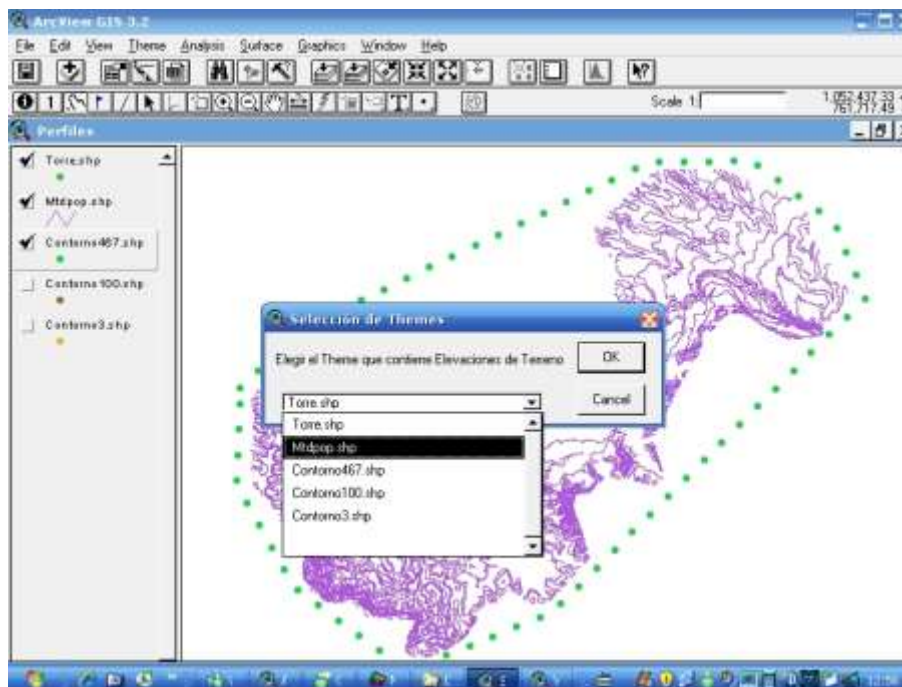 ArcView GIS 3.2
File Edit View Theme Analysis Surface Graphics Window Help
Scale 1:
1,052,437.33
761,717.49
Perfiles
Torre.shp
Mtdpop.shp
Contorno467.shp
Contorno100.shp
Contorno3.shp
Selección de Themes
Elegir el Theme que contiene Elevaciones de Terreno
OK
Cancel
Torre.shp
Torre.shp
Mtdpop.shp
Contorno467.shp
Contorno100.shp
Contorno3.shp